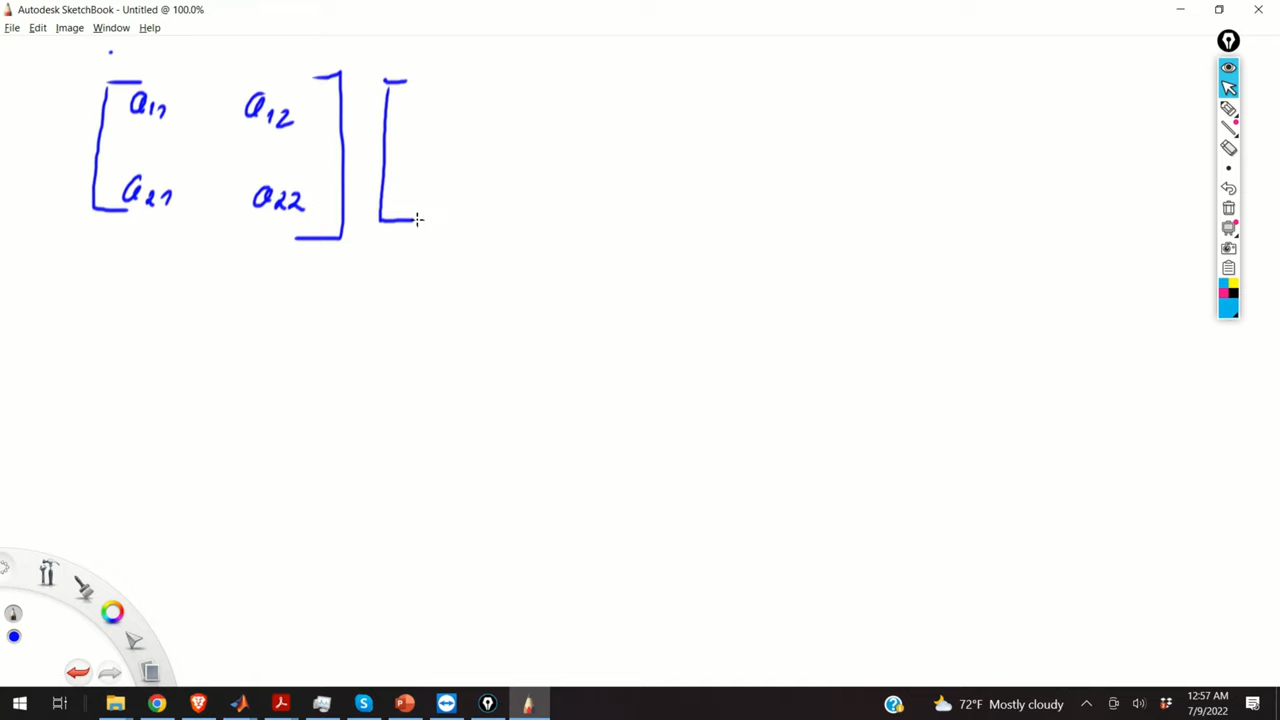 Autodesk SketchBook - Untitled @ 100.0%
File Edit Image Window Help
a11 a12
a21 a22
12:57 AM
72°F Mostly cloudy
7/9/2022